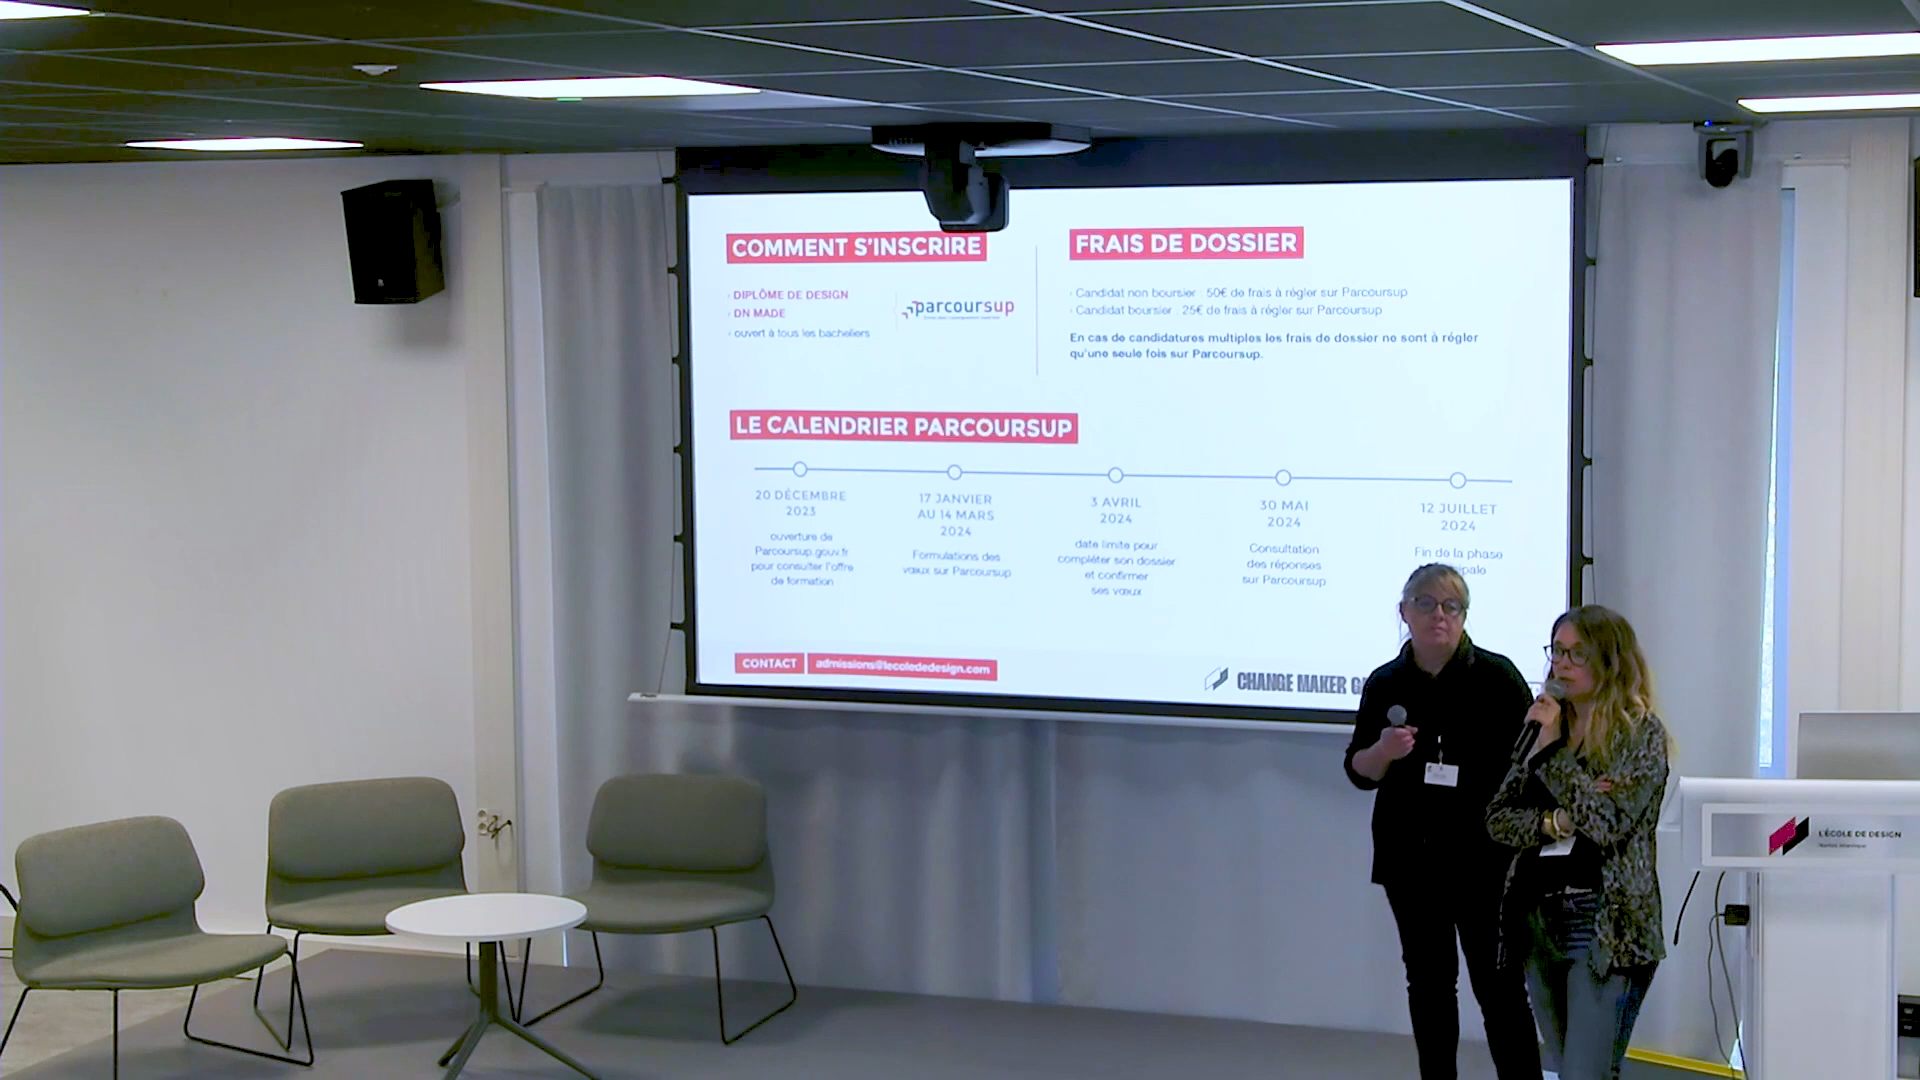 COMMENT S'INSCRIRE
› DIPLÔME DE DESIGN
› DN MADE
› ouvert à tous les bacheliers
parcoursup
FRAIS DE DOSSIER
› Candidat non boursier : 50€ de frais à régler sur Parcoursup
› Candidat boursier : 25€ de frais à régler sur Parcoursup
En cas de candidatures multiples les frais de dossier ne sont à régler
qu'une seule fois sur Parcoursup.
LE CALENDRIER PARCOURSUP
20 DÉCEMBRE
2023
ouverture de
Parcoursup.gouv.fr
pour consulter l'offre
de formation
17 JANVIER
AU 14 MARS
2024
Formulations des
vœux sur Parcoursup
3 AVRIL
2024
date limite pour
compléter son dossier
et confirmer
ses vœux
30 MAI
2024
Consultation
des réponses
sur Parcoursup
12 JUILLET
2024
Fin de la phase
CONTACT
admissions@lecolededesign.com
CHANGE MAKER
L'ÉCOLE DE DESIGN
Nantes Atlantique